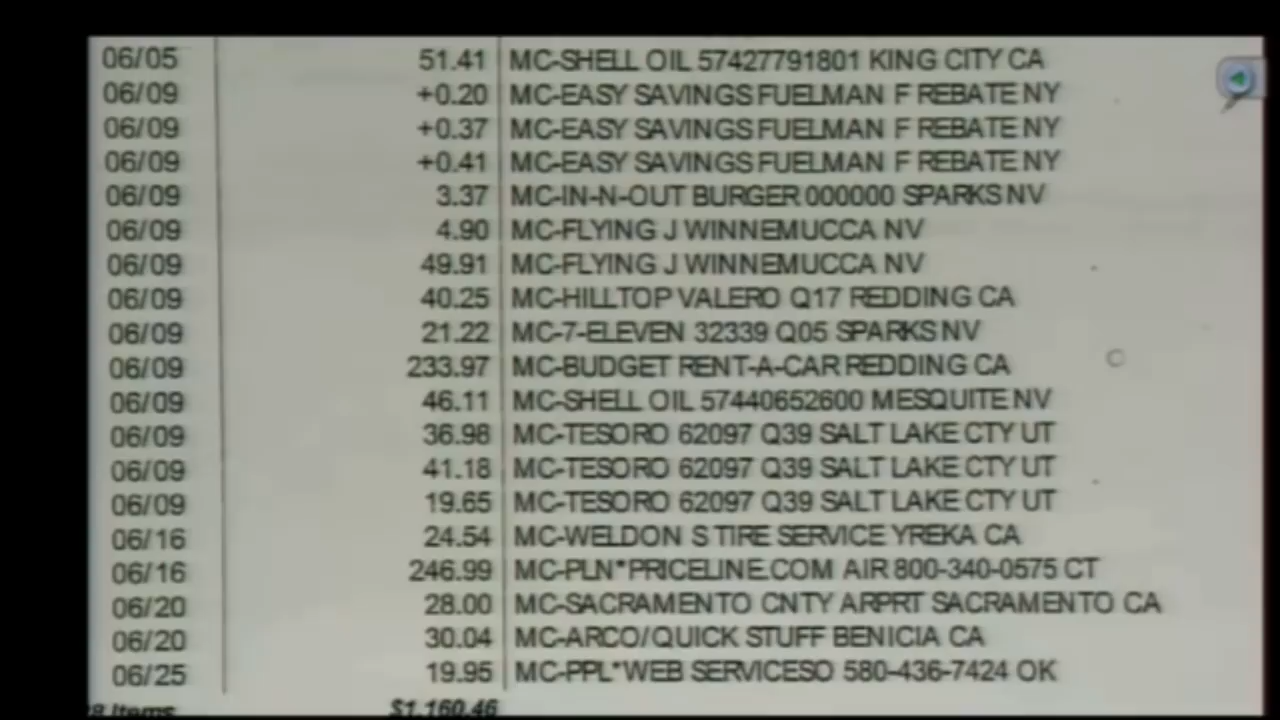 06/05 51.41 MC-SHELL OIL 57427791801 KING CITY CA
06/09 +0.20 MC-EASY SAVINGS FUELMAN F REBATE NY
06/09 +0.37 MC-EASY SAVINGS FUELMAN F REBATE NY
06/09 +0.41 MC-EASY SAVINGS FUELMAN F REBATE NY
06/09 3.37 MC-IN-N-OUT BURGER 000000 SPARKS NV
06/09 4.90 MC-FLYING J WINNEMUCCA NV
06/09 49.91 MC-FLYING J WINNEMUCCA NV
06/09 40.25 MC-HILLTOP VALERO Q17 REDDING CA
06/09 21.22 MC-7-ELEVEN 32339 Q05 SPARKS NV
06/09 233.97 MC-BUDGET RENT-A-CAR REDDING CA
06/09 46.11 MC-SHELL OIL 57440652600 MESQUITE NV
06/09 36.98 MC-TESORO 62097 Q39 SALT LAKE CTY UT
06/09 41.18 MC-TESORO 62097 Q39 SALT LAKE CTY UT
06/09 19.65 MC-TESORO 62097 Q39 SALT LAKE CTY UT
06/16 24.54 MC-WELDON S TIRE SERVICE YREKA CA
06/16 246.99 MC-PLN*PRICELINE.COM AIR 800-340-0575 CT
06/20 28.00 MC-SACRAMENTO CNTY ARPRT SACRAMENTO CA
06/20 30.04 MC-ARCO/QUICK STUFF BENICIA CA
06/25 19.95 MC-PPL*WEB SERVICESO 580-436-7424 OK
Items $1,160.46